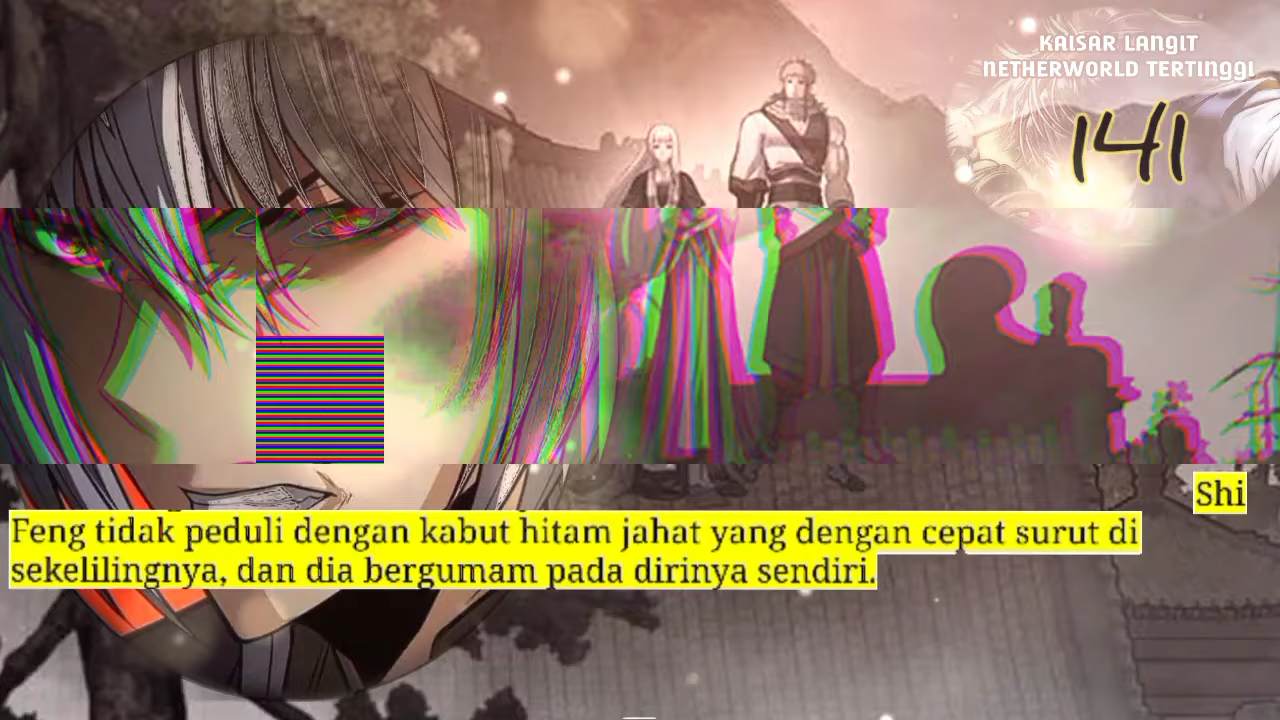 KAISAR LANGIT
NETHERWORLD TERTINGGI
141
Shi
Feng tidak peduli dengan kabut hitam jahat yang dengan cepat surut di
sekelilingnya, dan dia bergumam pada dirinya sendiri.